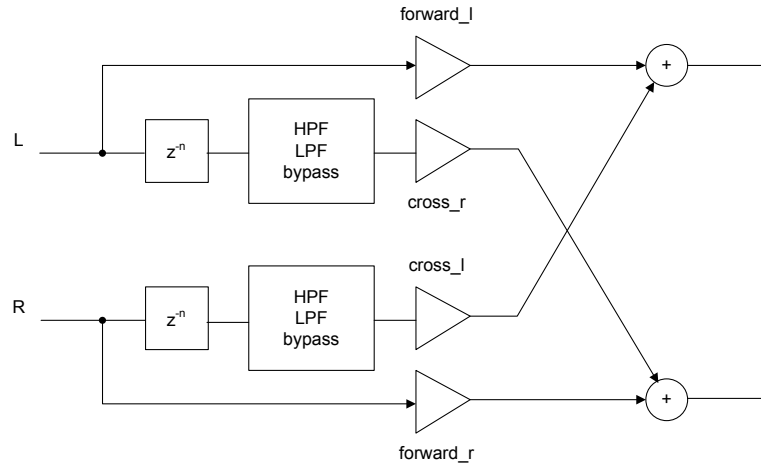 forward_l
+
L
z⁻ⁿ
HPF
LPF
bypass
cross_r
cross_l
R
z⁻ⁿ
HPF
LPF
bypass
+
forward_r